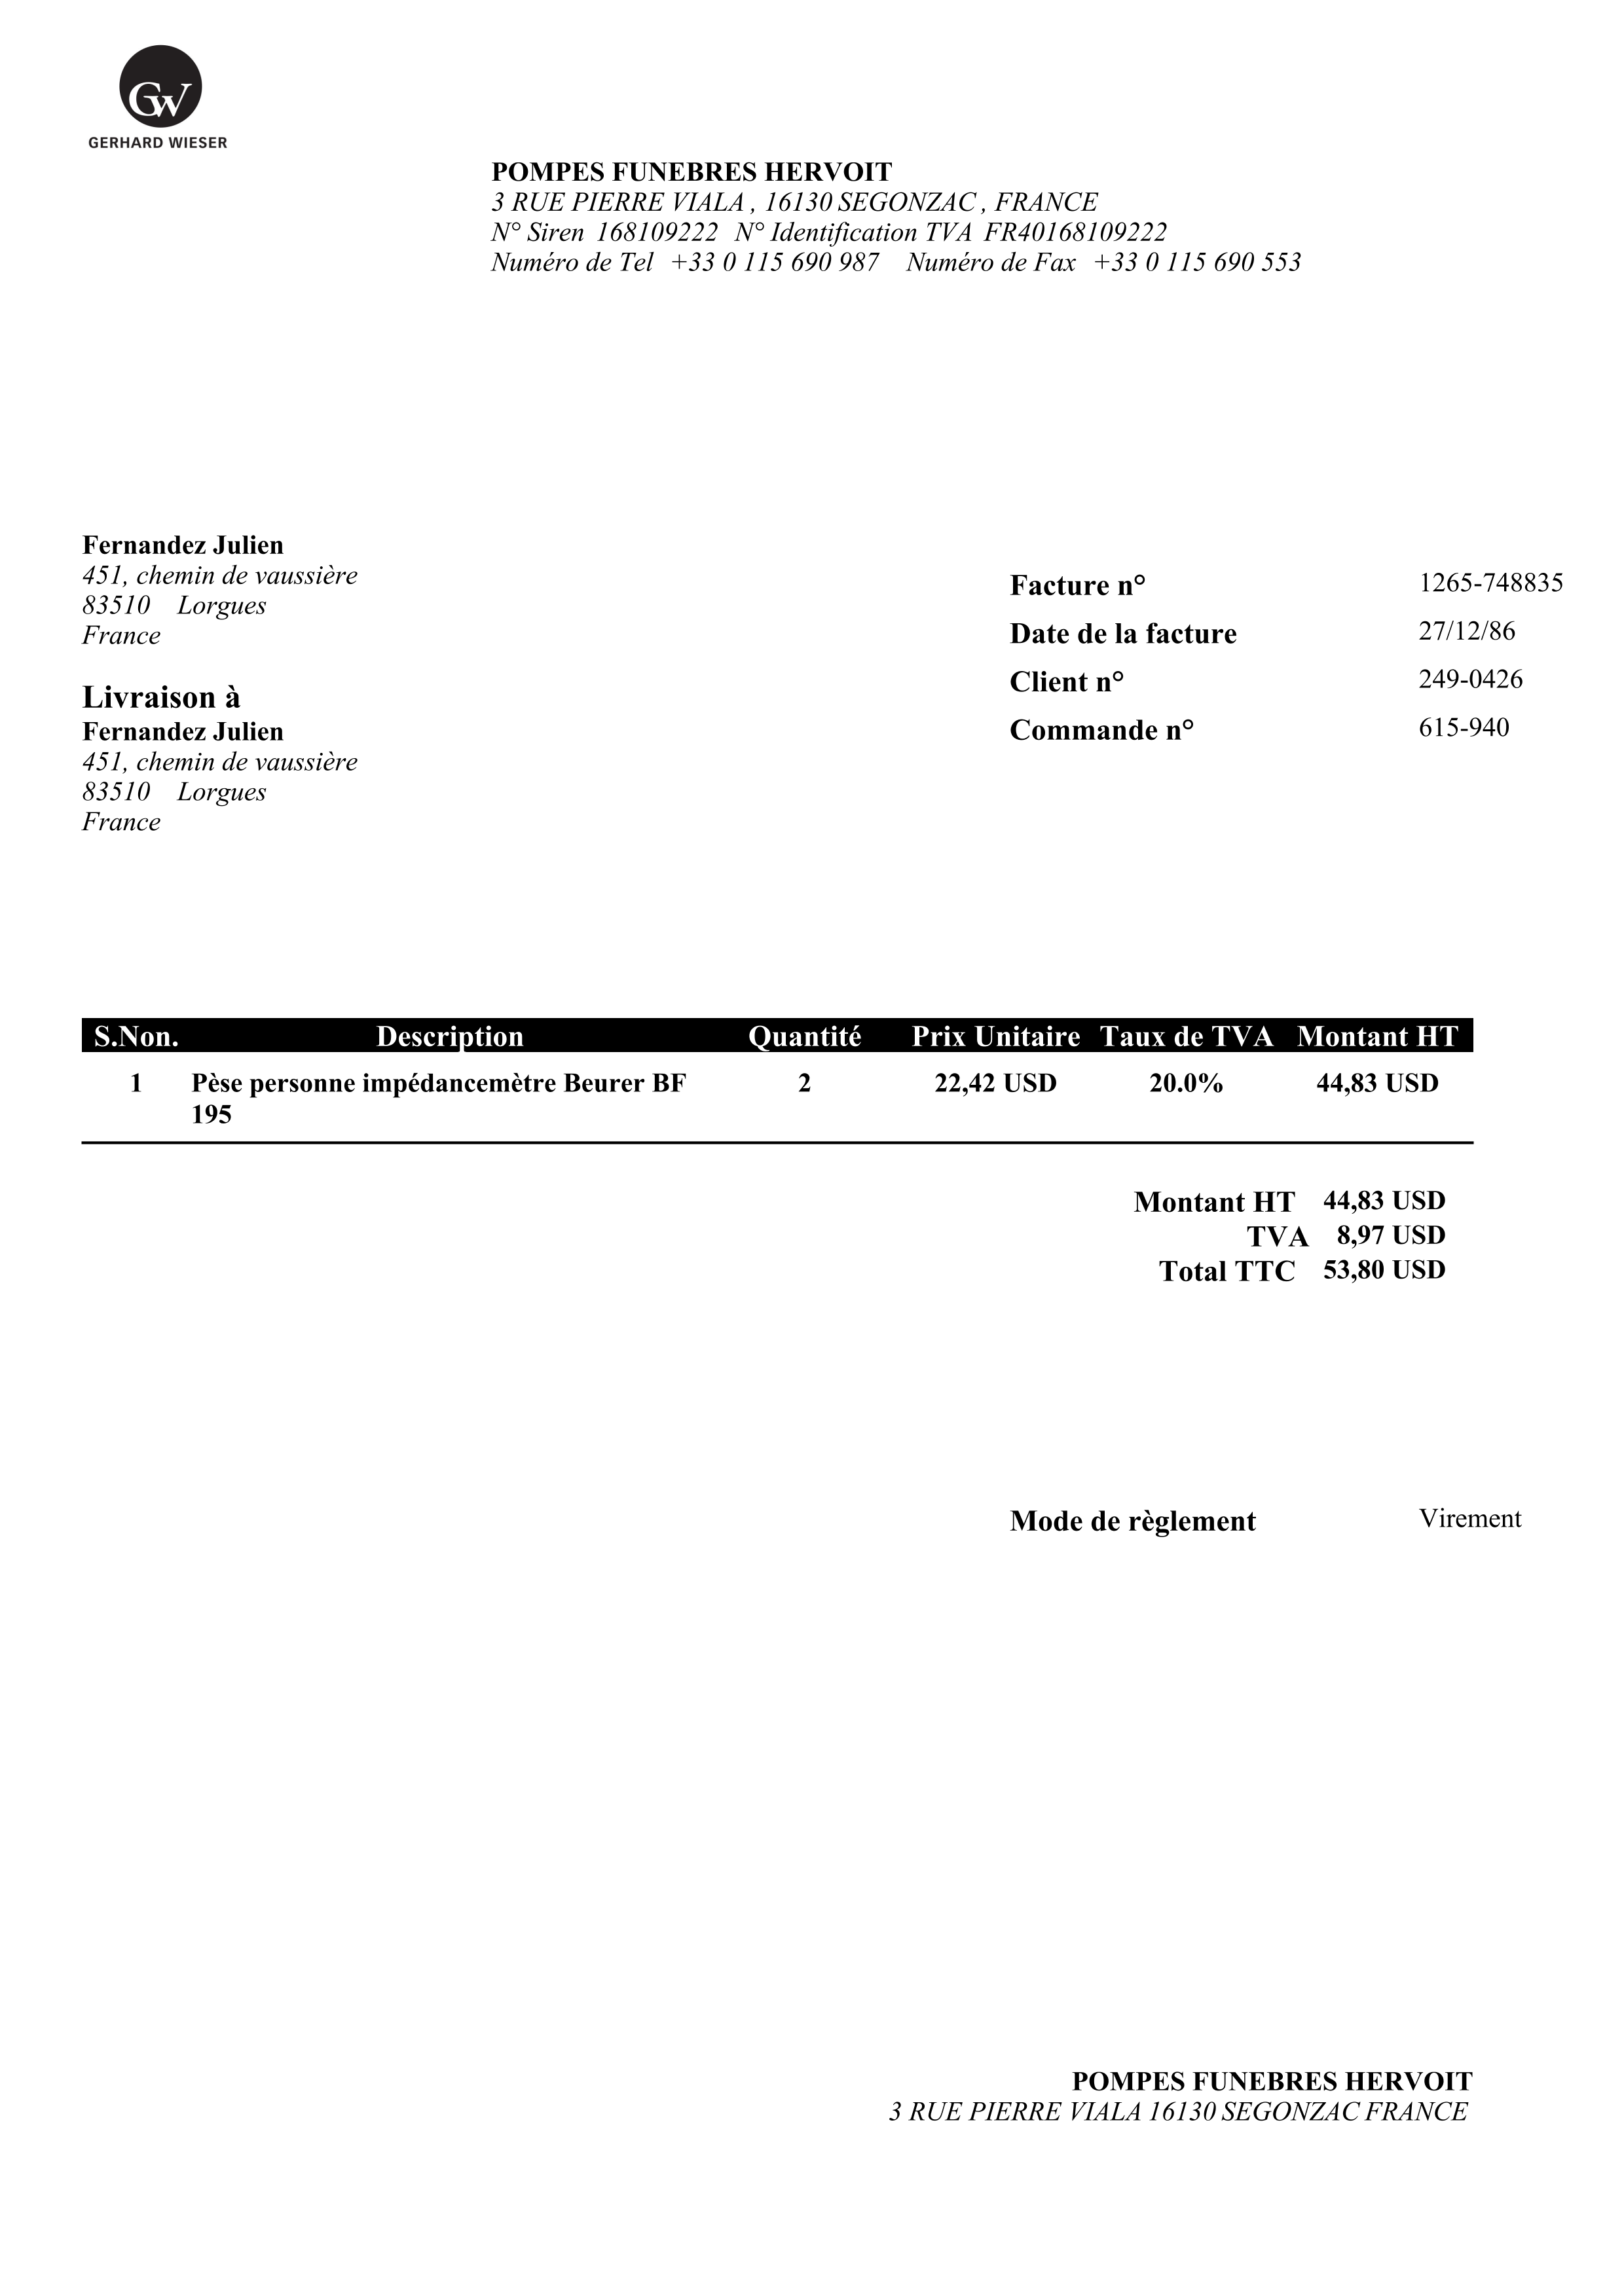 GW
GERHARD WIESER
POMPES FUNEBRES HERVOIT
3 RUE PIERRE VIALA , 16130 SEGONZAC , FRANCE
N° Siren 168109222 N° Identification TVA FR40168109222
Numéro de Tel +33 0 115 690 987 Numéro de Fax +33 0 115 690 553
Fernandez Julien
451, chemin de vaussière
83510 Lorgues
France
Livraison à
Fernandez Julien
451, chemin de vaussière
83510 Lorgues
France
Facture n° 1265-748835
Date de la facture 27/12/86
Client n° 249-0426
Commande n° 615-940
S.Non. Description Quantité Prix Unitaire Taux de TVA Montant HT
1 Pèse personne impédancemètre Beurer BF 2 22,42 USD 20.0% 44,83 USD
195
Montant HT 44,83 USD
TVA 8,97 USD
Total TTC 53,80 USD
Mode de règlement Virement
POMPES FUNEBRES HERVOIT
3 RUE PIERRE VIALA 16130 SEGONZAC FRANCE